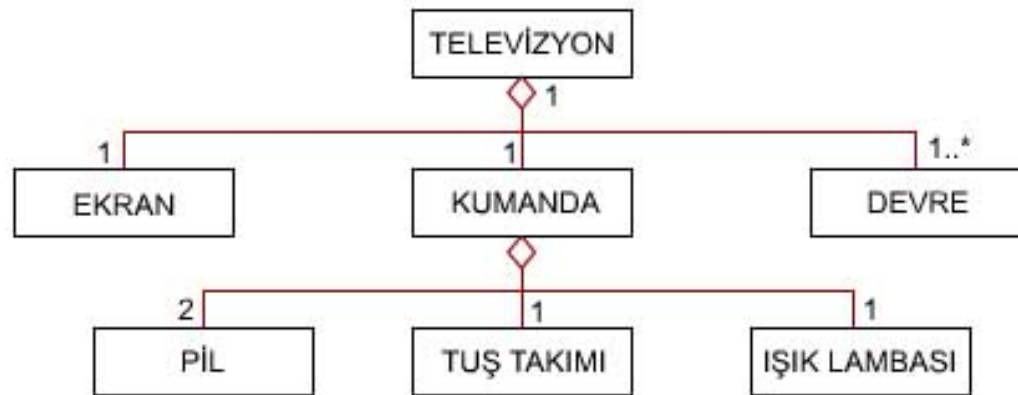 TELEVİZYON
1
1 1 1..*
EKRAN KUMANDA DEVRE
2 1 1
PİL TUŞ TAKIMI IŞIK LAMBASI